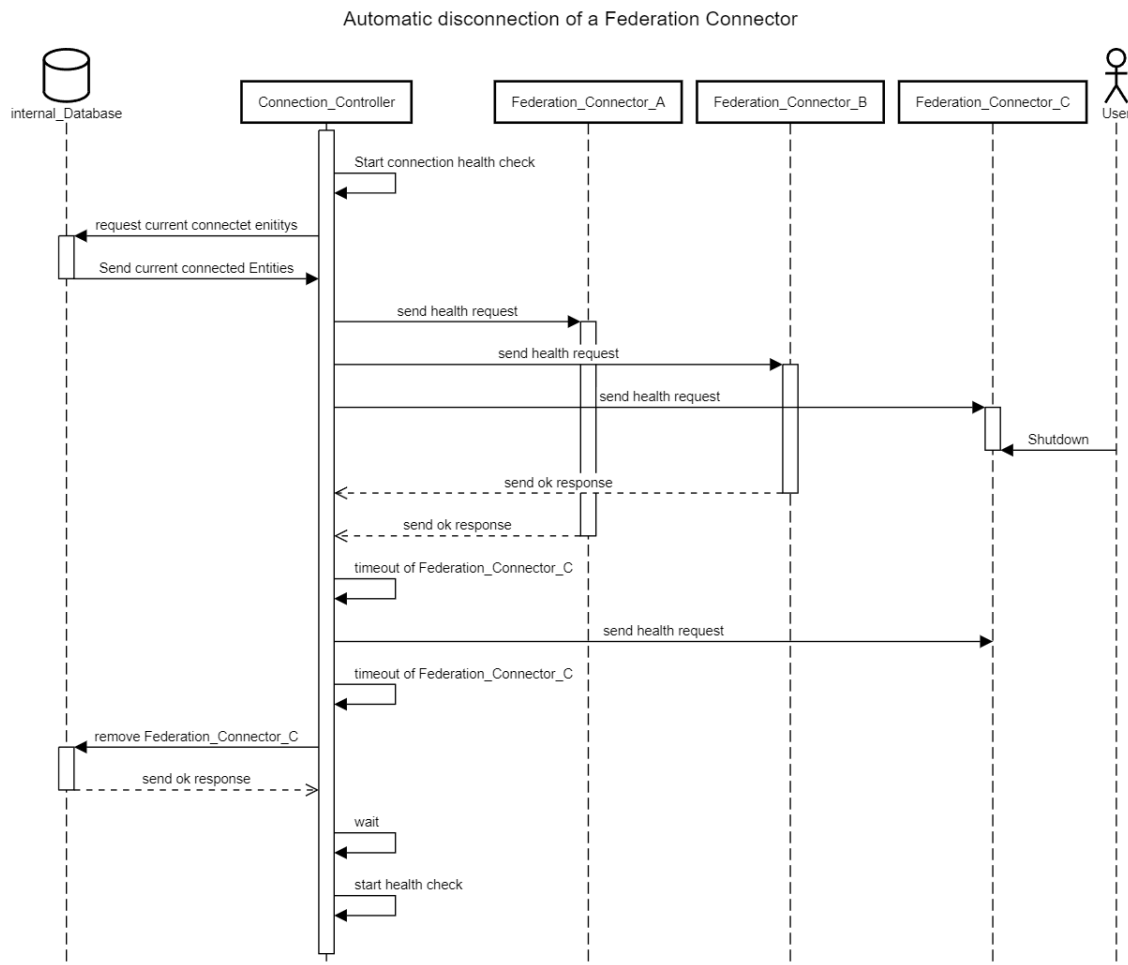 Automatic disconnection of a Federation Connector
internal_Database
Connection_Controller
Federation_Connector_A
Federation_Connector_B
Federation_Connector_C
User
Start connection health check
request current connectet enititys
Send current connected Entities
send health request
send health request
send health request
Shutdown
send ok response
send ok response
timeout of Federation_Connector_C
send health request
timeout of Federation_Connector_C
remove Federation_Connector_C
send ok response
wait
start health check